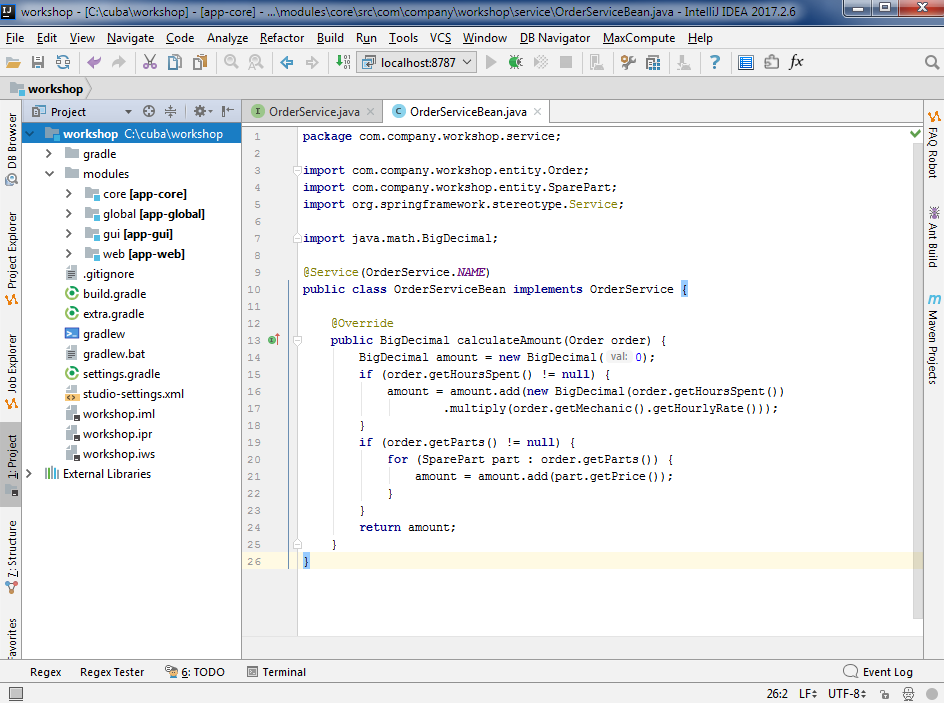 workshop - [C:\cuba\workshop] - [app-core] - ...\modules\core\src\com\company\workshop\service\OrderServiceBean.java - IntelliJ IDEA 2017.2.6
File Edit View Navigate Code Analyze Refactor Build Run Tools VCS Window DB Navigator MaxCompute Help
localhost:8787
workshop
Project
OrderService.java
OrderServiceBean.java
DB Browser
Project Explorer
Job Explorer
1: Project
7: Structure
avorites
workshop C:\cuba\workshop
gradle
modules
core [app-core]
global [app-global]
gui [app-gui]
web [app-web]
.gitignore
build.gradle
extra.gradle
gradlew
gradlew.bat
settings.gradle
studio-settings.xml
workshop.iml
workshop.ipr
workshop.iws
External Libraries
1 package com.company.workshop.service;
2
3 import com.company.workshop.entity.Order;
4 import com.company.workshop.entity.SparePart;
5 import org.springframework.stereotype.Service;
6
7 import java.math.BigDecimal;
8
9 @Service(OrderService.NAME)
10 public class OrderServiceBean implements OrderService {
11
12 @Override
13 public BigDecimal calculateAmount(Order order) {
14 BigDecimal amount = new BigDecimal( val: 0);
15 if (order.getHoursSpent() != null) {
16 amount = amount.add(new BigDecimal(order.getHoursSpent())
17 .multiply(order.getMechanic().getHourlyRate()));
18 }
19 if (order.getParts() != null) {
20 for (SparePart part : order.getParts()) {
21 amount = amount.add(part.getPrice());
22 }
23 }
24 return amount;
25 }
26 }
FAQ Robot
Ant Build
Maven Projects
Regex Regex Tester 6: TODO Terminal Event Log
26:2 LF UTF-8